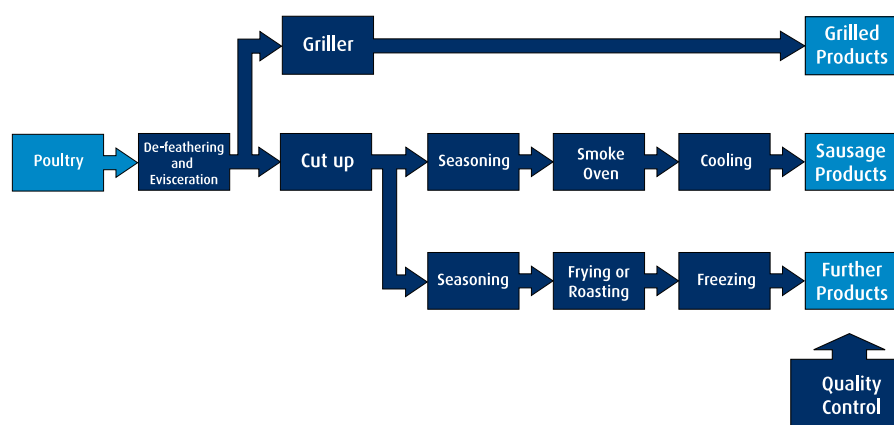 Griller
Grilled
Products
Poultry
De-feathering
and
Evisceration
Cut up
Seasoning
Smoke
Oven
Cooling
Sausage
Products
Seasoning
Frying or
Roasting
Freezing
Further
Products
Quality
Control